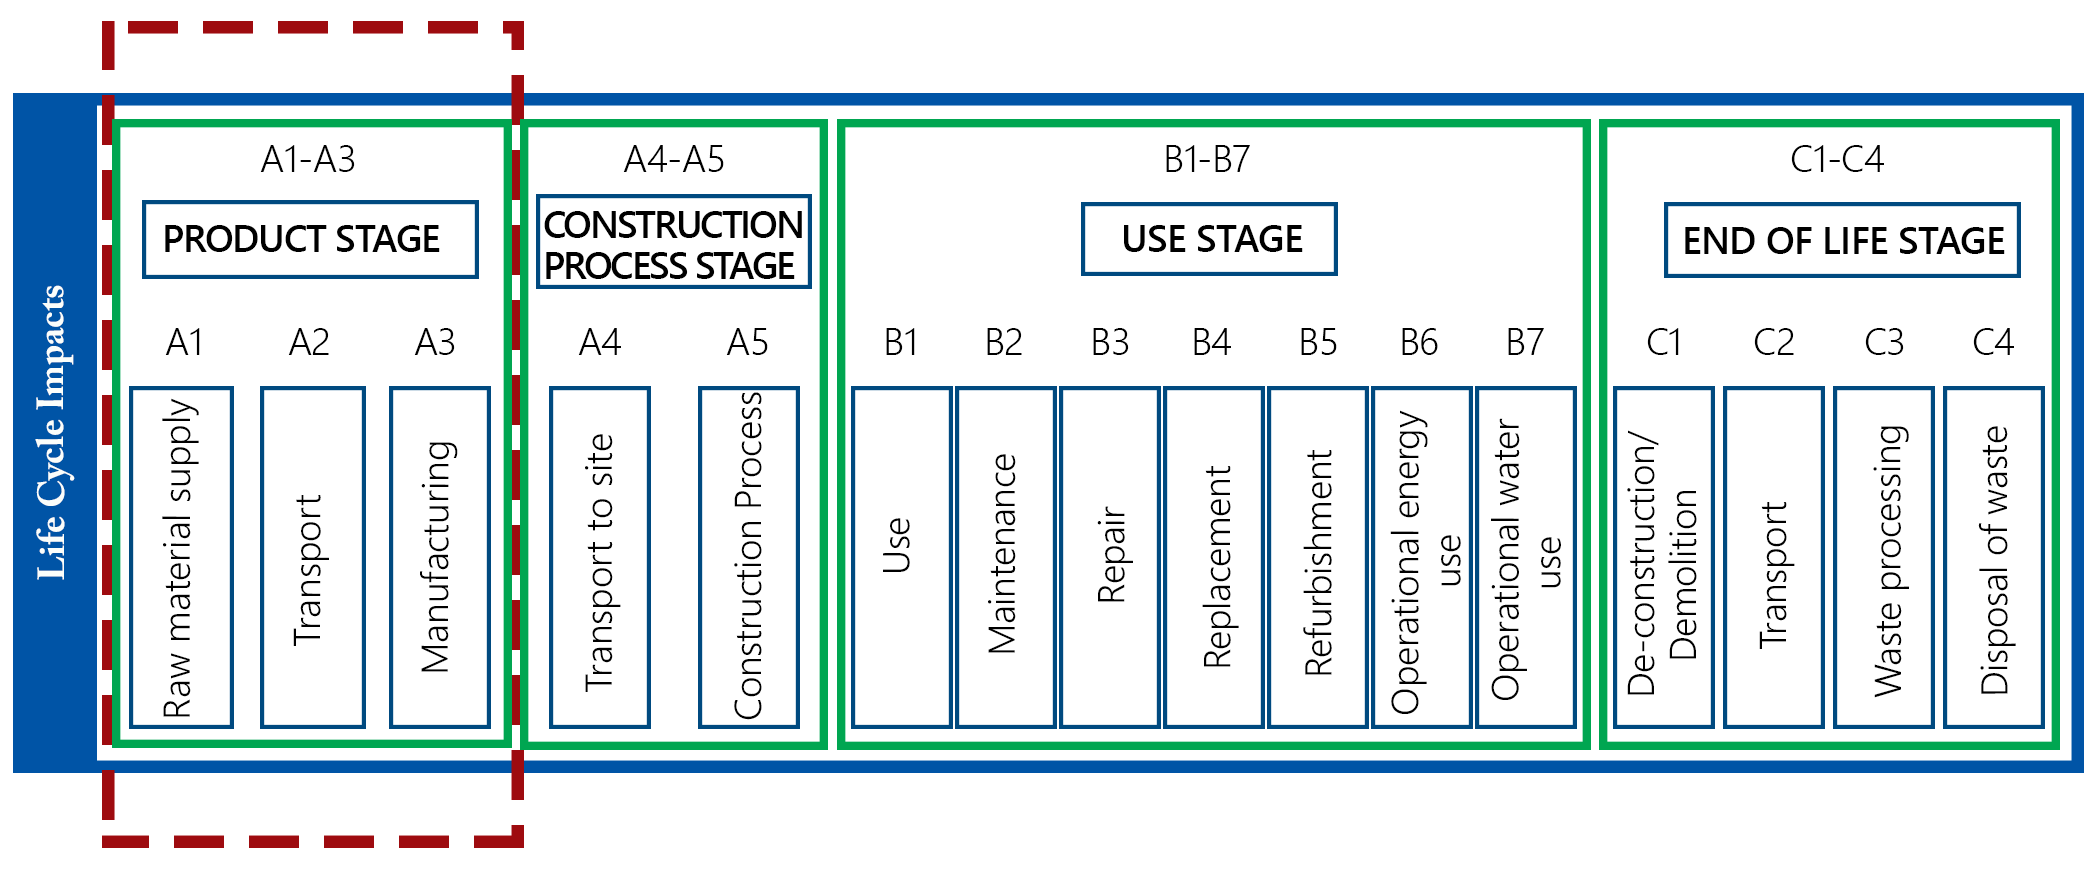 Life Cycle Impacts
A1-A3
PRODUCT STAGE
A1
Raw material supply
A2
Transport
A3
Manufacturing
A4-A5
CONSTRUCTION
PROCESS STAGE
A4
Transport to site
A5
Construction Process
B1-B7
USE STAGE
B1
Use
B2
Maintenance
B3
Repair
B4
Replacement
B5
Refurbishment
B6
Operational energy
use
B7
Operational water
use
C1-C4
END OF LIFE STAGE
C1
De-construction/
Demolition
C2
Transport
C3
Waste processing
C4
Disposal of waste